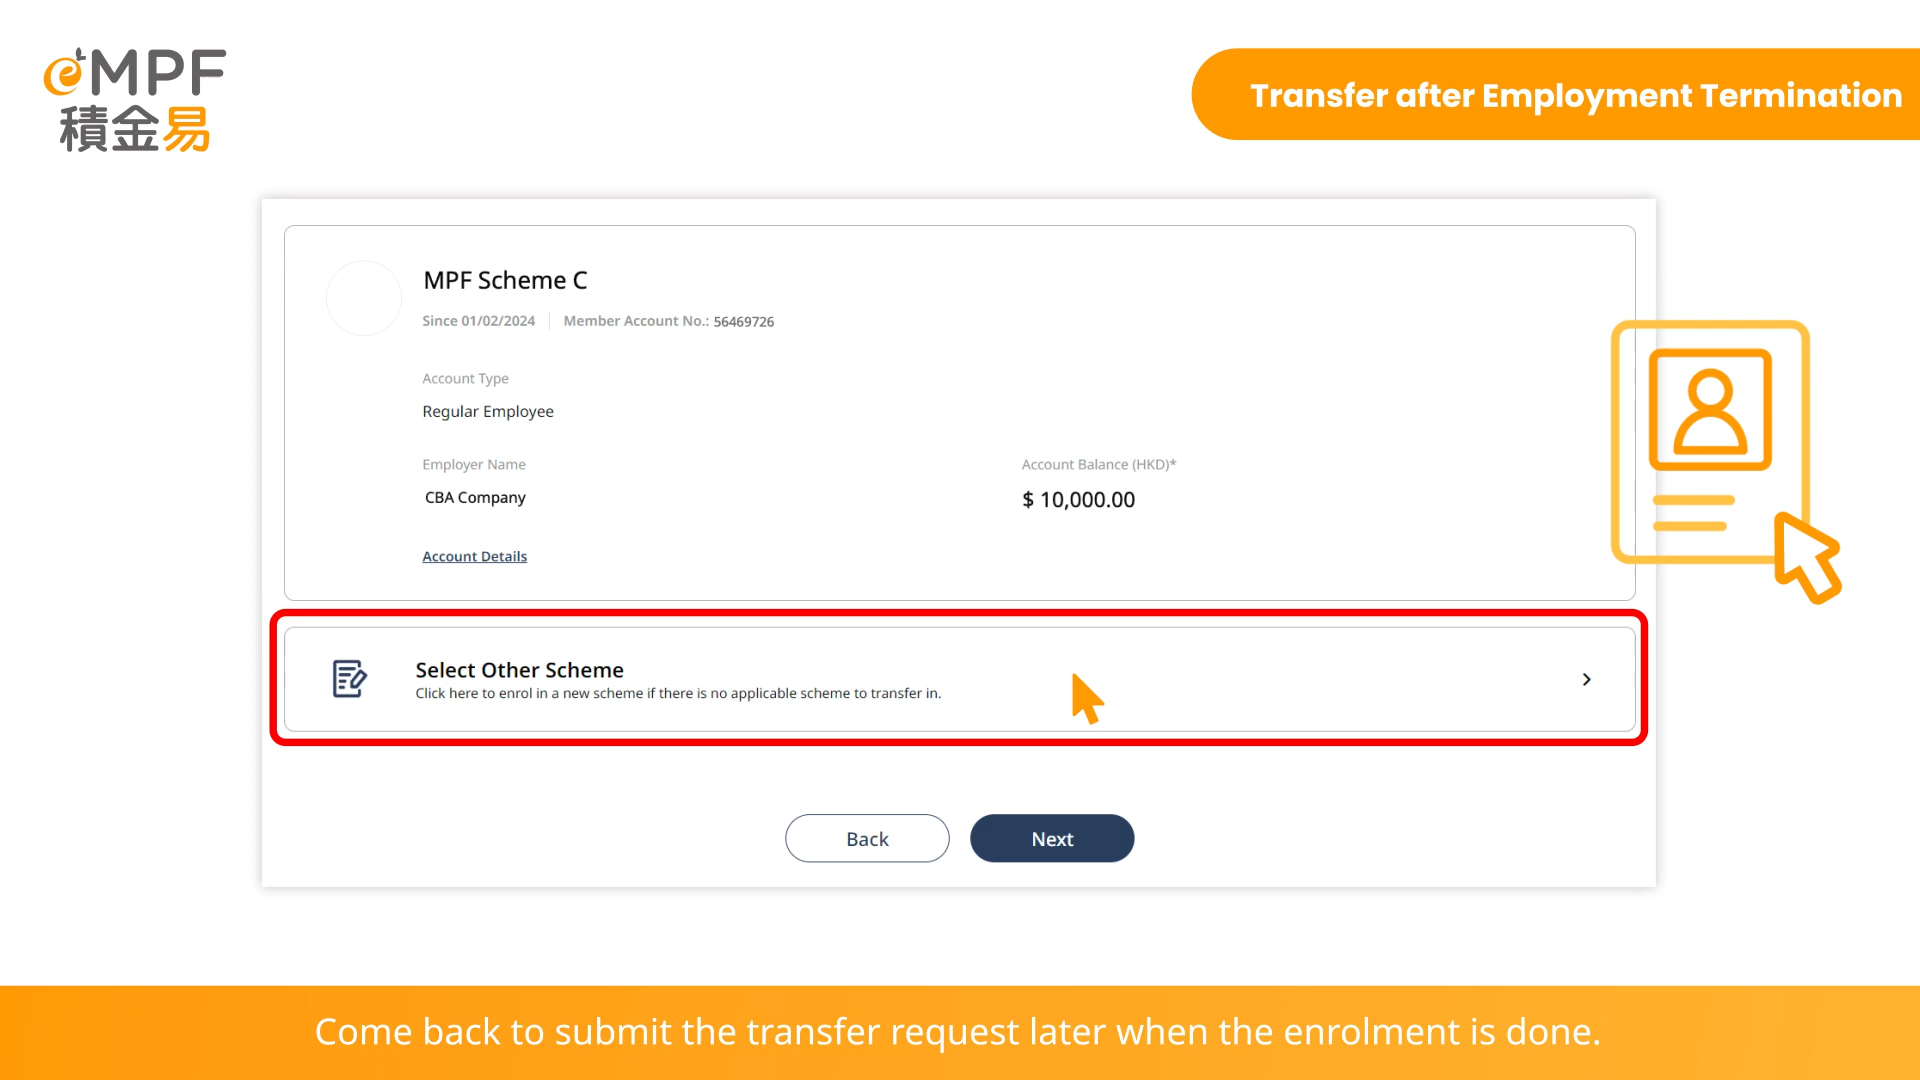 eMPF
積金易
Transfer after Employment Termination
MPF Scheme C
Since 01/02/2024 Member Account No.: 56469726
Account Type
Regular Employee
Employer Name Account Balance (HKD)*
CBA Company $ 10,000.00
Account Details
Select Other Scheme
Click here to enrol in a new scheme if there is no applicable scheme to transfer in.
Back Next
Come back to submit the transfer request later when the enrolment is done.